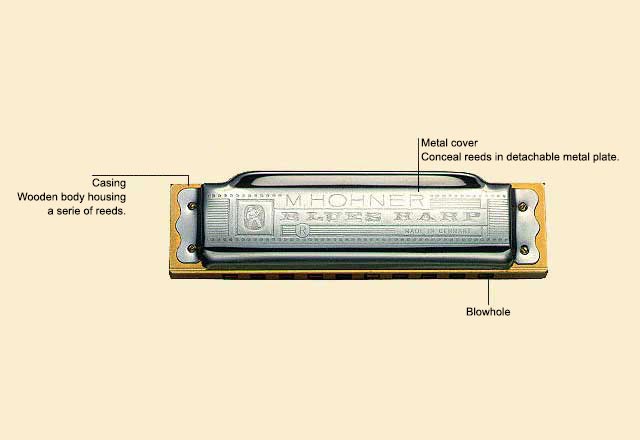 Metal cover
Conceal reeds in detachable metal plate.
Casing
Wooden body housing
a serie of reeds.
M.HOHNER
BLUES HARP
®
MADE IN GERMANY
Blowhole